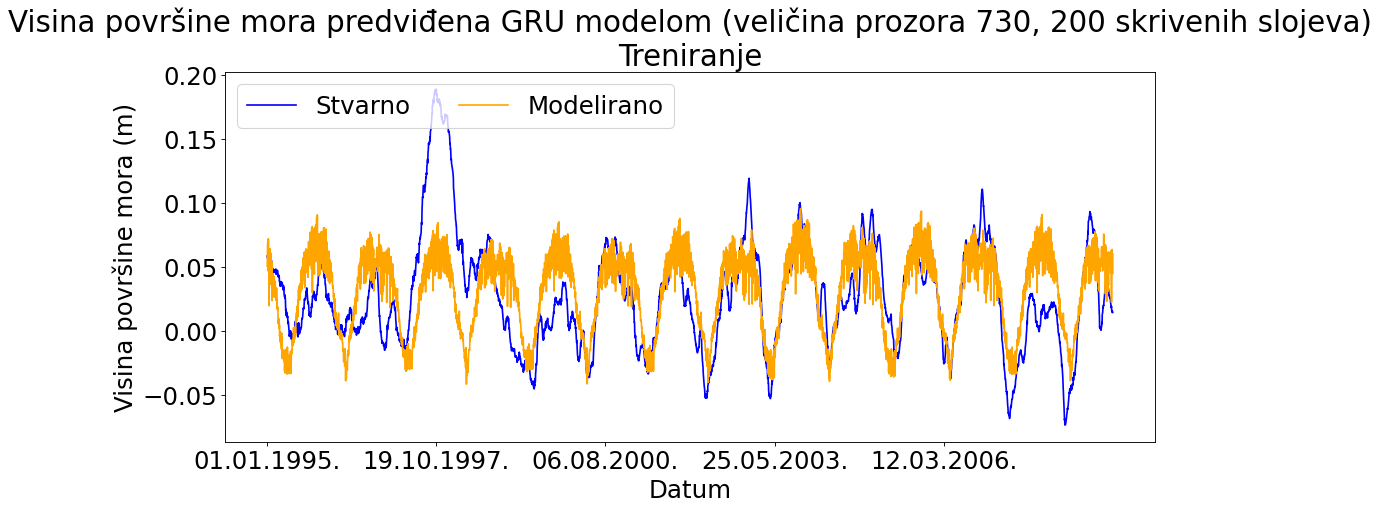 Visina površine mora predviđena GRU modelom (veličina prozora 730, 200 skrivenih slojeva)
Treniranje
Stvarno Modelirano
Visina površine mora (m)
0.20
0.15
0.10
0.05
0.00
−0.05
01.01.1995. 19.10.1997. 06.08.2000. 25.05.2003. 12.03.2006.
Datum